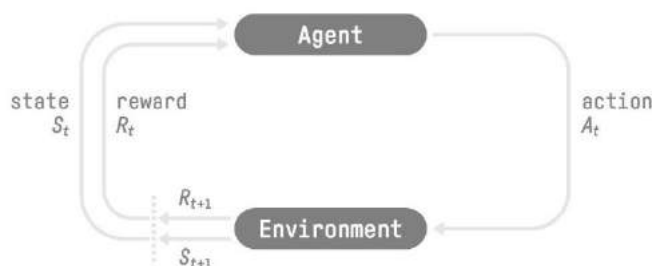 Agent
state
S_t
reward
R_t
action
A_t
R_{t+1}
Environment
S_{t+1}